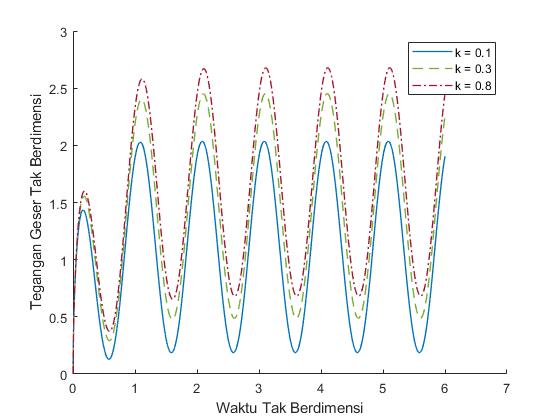 3
2.5
2
1.5
1
0.5
0
0 1 2 3 4 5 6 7
Tegangan Geser Tak Berdimensi
Waktu Tak Berdimensi
k = 0.1
k = 0.3
k = 0.8